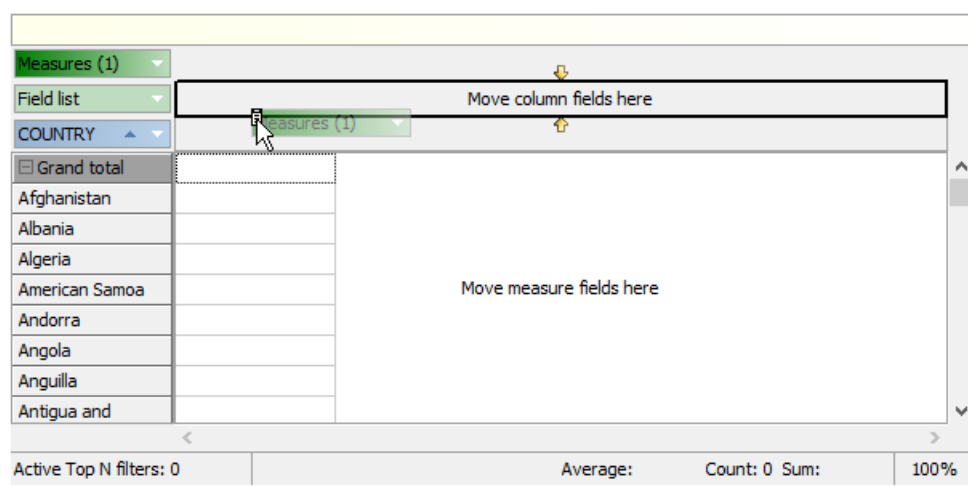 Measures (1)
Field list
Move column fields here
Measures (1)
COUNTRY
Grand total
Afghanistan
Albania
Algeria
American Samoa
Move measure fields here
Andorra
Angola
Anguilla
Antigua and
Active Top N filters: 0
Average:
Count: 0 Sum:
100%